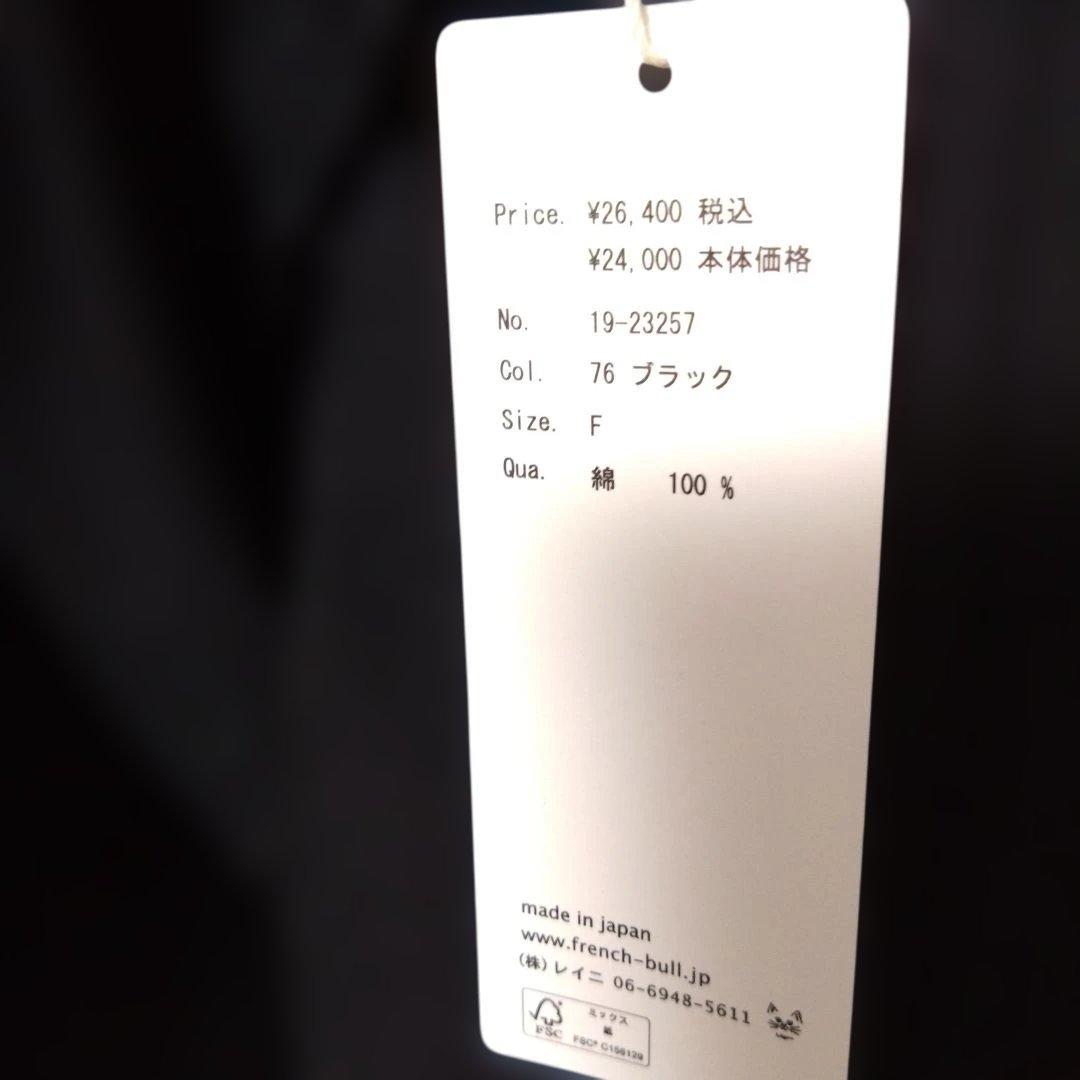 Price. ¥26,400 税込
¥24,000 本体価格
No. 19-23257
Col. 76 ブラック
Size. F
Qua. 綿 100 %
made in japan
www.french-bull.jp
(株)レイニ 06-6948-5611
FSC
ミックス
紙
FSC® C156129